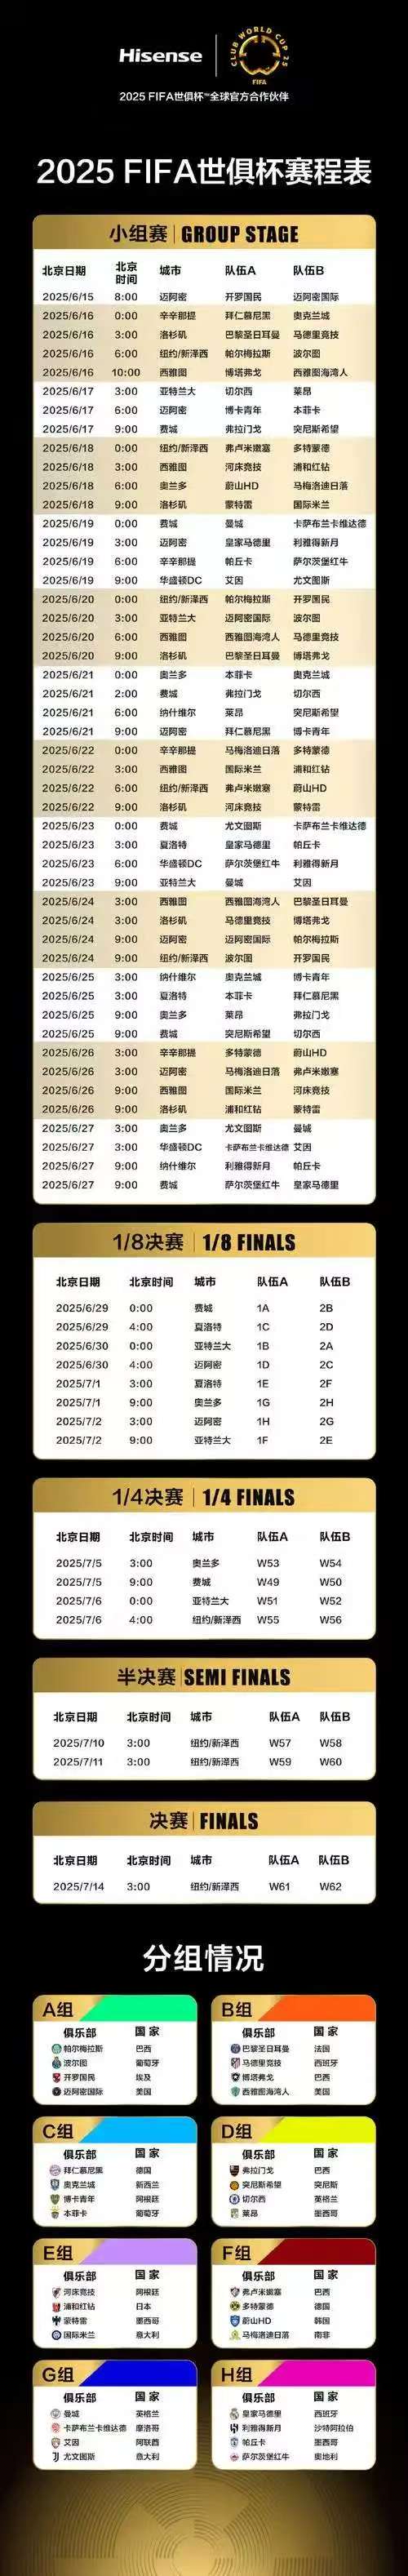 Hisense
CLUB WORLD CUP 25
FIFA
2025 FIFA世俱杯™全球官方合作伙伴
2025 FIFA世俱杯赛程表
小组赛 GROUP STAGE
北京日期 北京时间 城市 队伍A 队伍B
2025/6/15 8:00 迈阿密 开罗国民 迈阿密国际
2025/6/16 0:00 辛辛那提 拜仁慕尼黑 奥克兰城
2025/6/16 3:00 洛杉矶 巴黎圣日耳曼 马德里竞技
2025/6/16 6:00 纽约/新泽西 帕尔梅拉斯 波尔图
2025/6/16 10:00 西雅图 博塔弗戈 西雅图海湾人
2025/6/17 3:00 亚特兰大 切尔西 莱昂
2025/6/17 6:00 迈阿密 博卡青年 本菲卡
2025/6/17 9:00 费城 弗拉门戈 突尼斯希望
2025/6/18 0:00 纽约/新泽西 弗卢米嫩塞 多特蒙德
2025/6/18 3:00 西雅图 河床竞技 浦和红钻
2025/6/18 6:00 奥兰多 蔚山HD 马梅洛迪日落
2025/6/18 9:00 洛杉矶 蒙特雷 国际米兰
2025/6/19 0:00 费城 曼城 卡萨布兰卡维达德
2025/6/19 3:00 迈阿密 皇家马德里 利雅得新月
2025/6/19 6:00 辛辛那提 帕丘卡 萨尔茨堡红牛
2025/6/19 9:00 华盛顿DC 艾因 尤文图斯
2025/6/20 0:00 纽约/新泽西 帕尔梅拉斯 开罗国民
2025/6/20 3:00 亚特兰大 迈阿密国际 波尔图
2025/6/20 6:00 西雅图 西雅图海湾人 马德里竞技
2025/6/20 9:00 洛杉矶 巴黎圣日耳曼 博塔弗戈
2025/6/21 0:00 奥兰多 本菲卡 奥克兰城
2025/6/21 2:00 费城 弗拉门戈 切尔西
2025/6/21 6:00 纳什维尔 莱昂 突尼斯希望
2025/6/21 9:00 迈阿密 拜仁慕尼黑 博卡青年
2025/6/22 0:00 辛辛那提 马梅洛迪日落 多特蒙德
2025/6/22 3:00 西雅图 国际米兰 浦和红钻
2025/6/22 6:00 纽约/新泽西 弗卢米嫩塞 蔚山HD
2025/6/22 9:00 洛杉矶 河床竞技 蒙特雷
2025/6/23 0:00 费城 尤文图斯 卡萨布兰卡维达德
2025/6/23 3:00 夏洛特 皇家马德里 帕丘卡
2025/6/23 6:00 华盛顿DC 萨尔茨堡红牛 利雅得新月
2025/6/23 9:00 亚特兰大 曼城 艾因
2025/6/24 3:00 西雅图 西雅图海湾人 巴黎圣日耳曼
2025/6/24 3:00 洛杉矶 马德里竞技 博塔弗戈
2025/6/24 9:00 迈阿密 迈阿密国际 帕尔梅拉斯
2025/6/24 9:00 纽约/新泽西 波尔图 开罗国民
2025/6/25 3:00 纳什维尔 奥克兰城 博卡青年
2025/6/25 3:00 夏洛特 本菲卡 拜仁慕尼黑
2025/6/25 9:00 奥兰多 莱昂 弗拉门戈
2025/6/25 9:00 费城 突尼斯希望 切尔西
2025/6/26 3:00 辛辛那提 多特蒙德 蔚山HD
2025/6/26 3:00 迈阿密 马梅洛迪日落 弗卢米嫩塞
2025/6/26 9:00 西雅图 国际米兰 河床竞技
2025/6/26 9:00 洛杉矶 浦和红钻 蒙特雷
2025/6/27 3:00 奥兰多 尤文图斯 曼城
2025/6/27 3:00 华盛顿DC 卡萨布兰卡维达德 艾因
2025/6/27 9:00 纳什维尔 利雅得新月 帕丘卡
2025/6/27 9:00 费城 萨尔茨堡红牛 皇家马德里
1/8决赛 1/8 FINALS
北京日期 北京时间 城市 队伍A 队伍B
2025/6/29 0:00 费城 1A 2B
2025/6/29 4:00 夏洛特 1C 2D
2025/6/30 0:00 亚特兰大 1B 2A
2025/6/30 4:00 迈阿密 1D 2C
2025/7/1 3:00 夏洛特 1E 2F
2025/7/1 9:00 奥兰多 1G 2H
2025/7/2 3:00 迈阿密 1H 2G
2025/7/2 9:00 亚特兰大 1F 2E
1/4决赛 1/4 FINALS
北京日期 北京时间 城市 队伍A 队伍B
2025/7/5 3:00 奥兰多 W53 W54
2025/7/5 9:00 费城 W49 W50
2025/7/6 0:00 亚特兰大 W51 W52
2025/7/6 4:00 纽约/新泽西 W55 W56
半决赛 SEMI FINALS
北京日期 北京时间 城市 队伍A 队伍B
2025/7/10 3:00 纽约/新泽西 W57 W58
2025/7/11 3:00 纽约/新泽西 W59 W60
决赛 FINALS
北京日期 北京时间 城市 队伍A 队伍B
2025/7/14 3:00 纽约/新泽西 W61 W62
分组情况
A组 B组
俱乐部 国家 俱乐部 国家
帕尔梅拉斯 巴西 巴黎圣日耳曼 法国
波尔图 葡萄牙 马德里竞技 西班牙
开罗国民 埃及 博塔弗戈 巴西
迈阿密国际 美国 西雅图海湾人 美国
C组 D组
俱乐部 国家 俱乐部 国家
拜仁慕尼黑 德国 弗拉门戈 巴西
奥克兰城 新西兰 突尼斯希望 突尼斯
博卡青年 阿根廷 切尔西 英格兰
本菲卡 葡萄牙 莱昂 墨西哥
E组 F组
俱乐部 国家 俱乐部 国家
河床竞技 阿根廷 弗卢米嫩塞 巴西
浦和红钻 日本 多特蒙德 德国
蒙特雷 墨西哥 蔚山HD 韩国
国际米兰 意大利 马梅洛迪日落 南非
G组 H组
俱乐部 国家 俱乐部 国家
曼城 英格兰 皇家马德里 西班牙
卡萨布兰卡维达德 摩洛哥 利雅得新月 沙特阿拉伯
艾因 阿联酋 帕丘卡 墨西哥
尤文图斯 意大利 萨尔茨堡红牛 奥地利